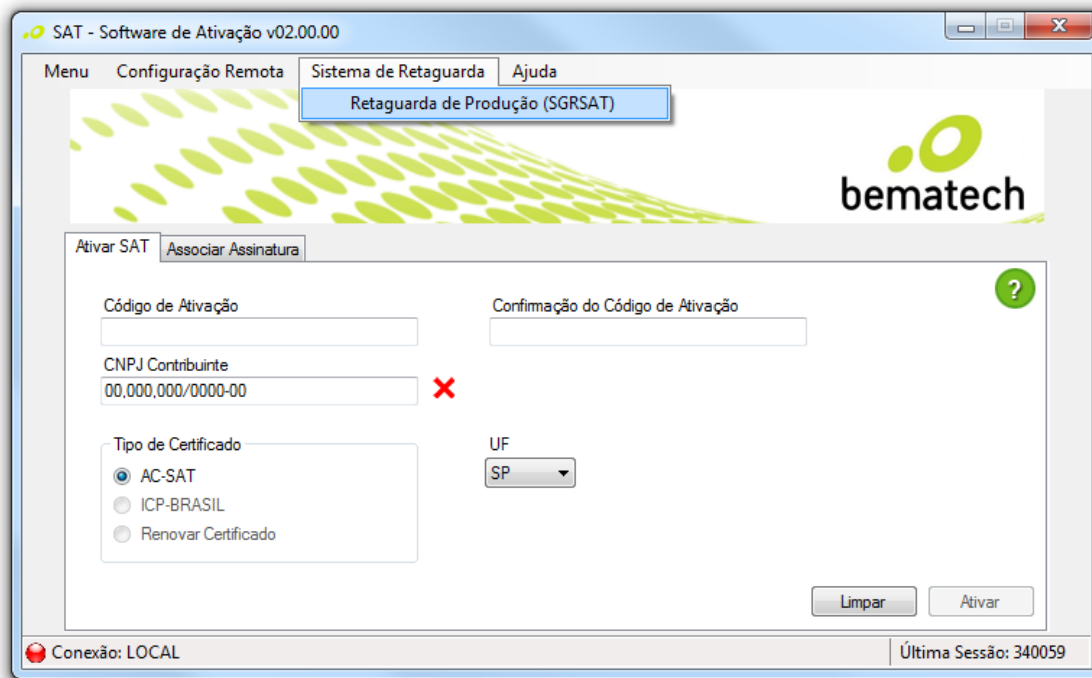 SAT - Software de Ativação v02.00.00
Menu Configuração Remota Sistema de Retaguarda Ajuda
Retaguarda de Produção (SGRSAT)
bematech
Ativar SAT Associar Assinatura
?
Código de Ativação Confirmação do Código de Ativação
CNPJ Contribuinte
00,000,000/0000-00
Tipo de Certificado UF
AC-SAT SP
ICP-BRASIL
Renovar Certificado
Limpar Ativar
Conexão: LOCAL Última Sessão: 340059